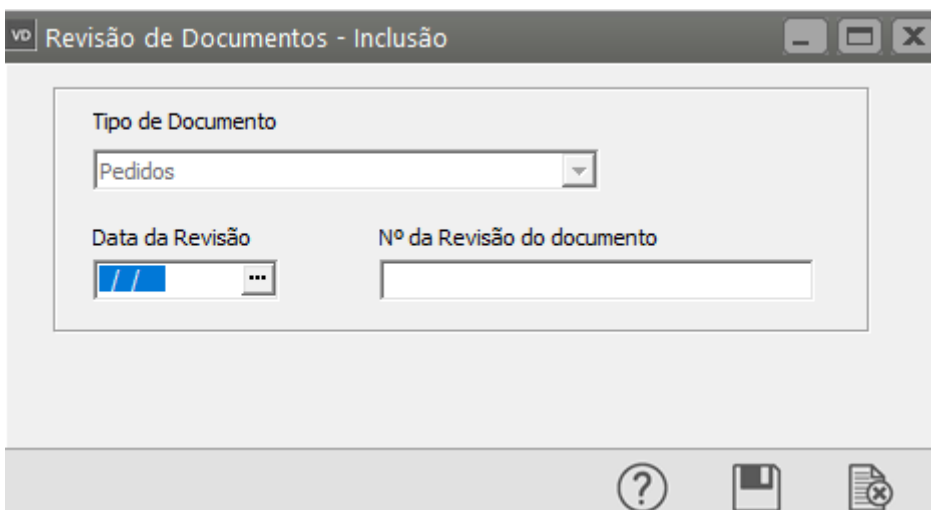 VD Revisão de Documentos - Inclusão
Tipo de Documento
Pedidos
Data da Revisão Nº da Revisão do documento
/ / ...
?